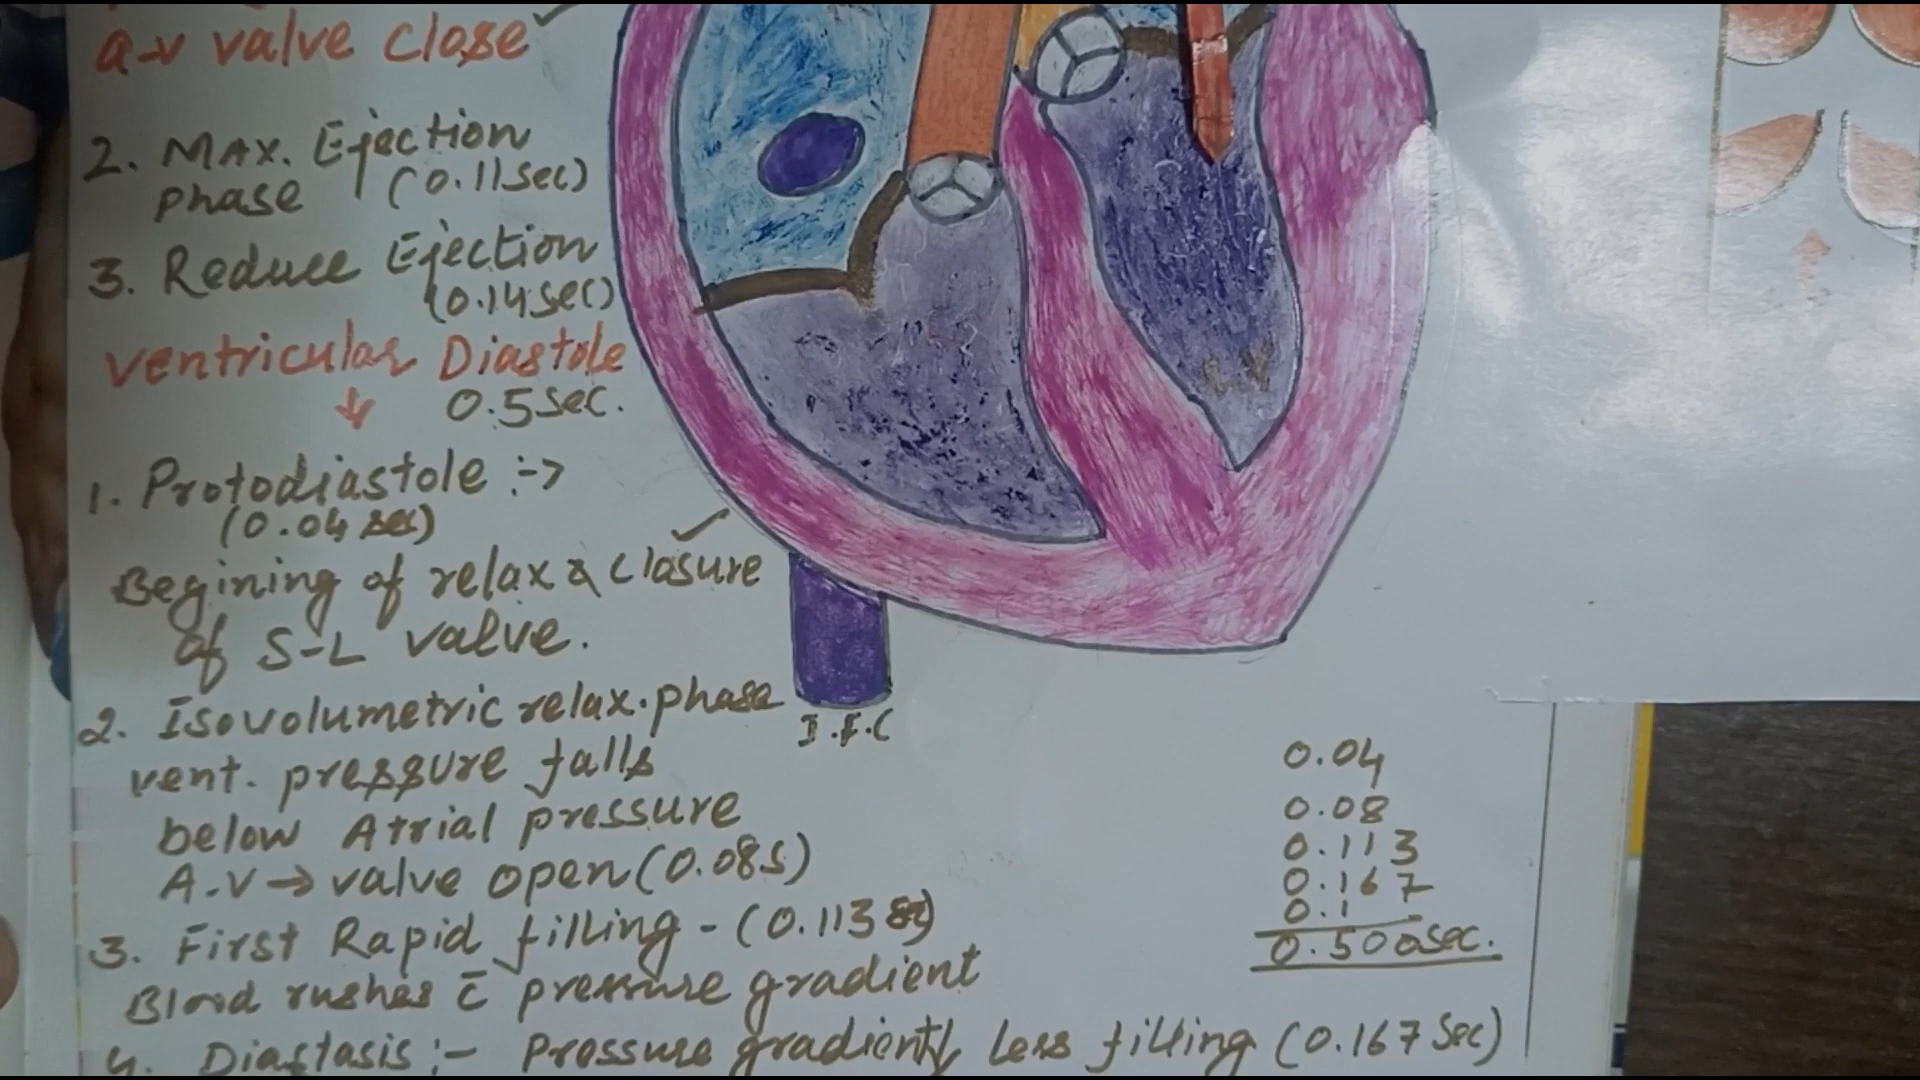 a-v valve close
2. MAX. Ejection
phase (0.11sec)
3. Reduce Ejection
(0.14sec)
ventricular Diastole
0.5sec.
1. Protodiastole :->
(0.04 sec)
Begining of relax & closure
of S-L valve.
2. Isovolumetric relax. phase
vent. pressure falls
below Atrial pressure
A.V → valve open (0.08s)
3. First Rapid filling - (0.113 sec)
Blood rushes c̄ pressure gradient
4. Diastasis :- pressure gradient↓ Less filling (0.167 sec)
0.04
0.08
0.113
0.167
0.1
0.500sec.